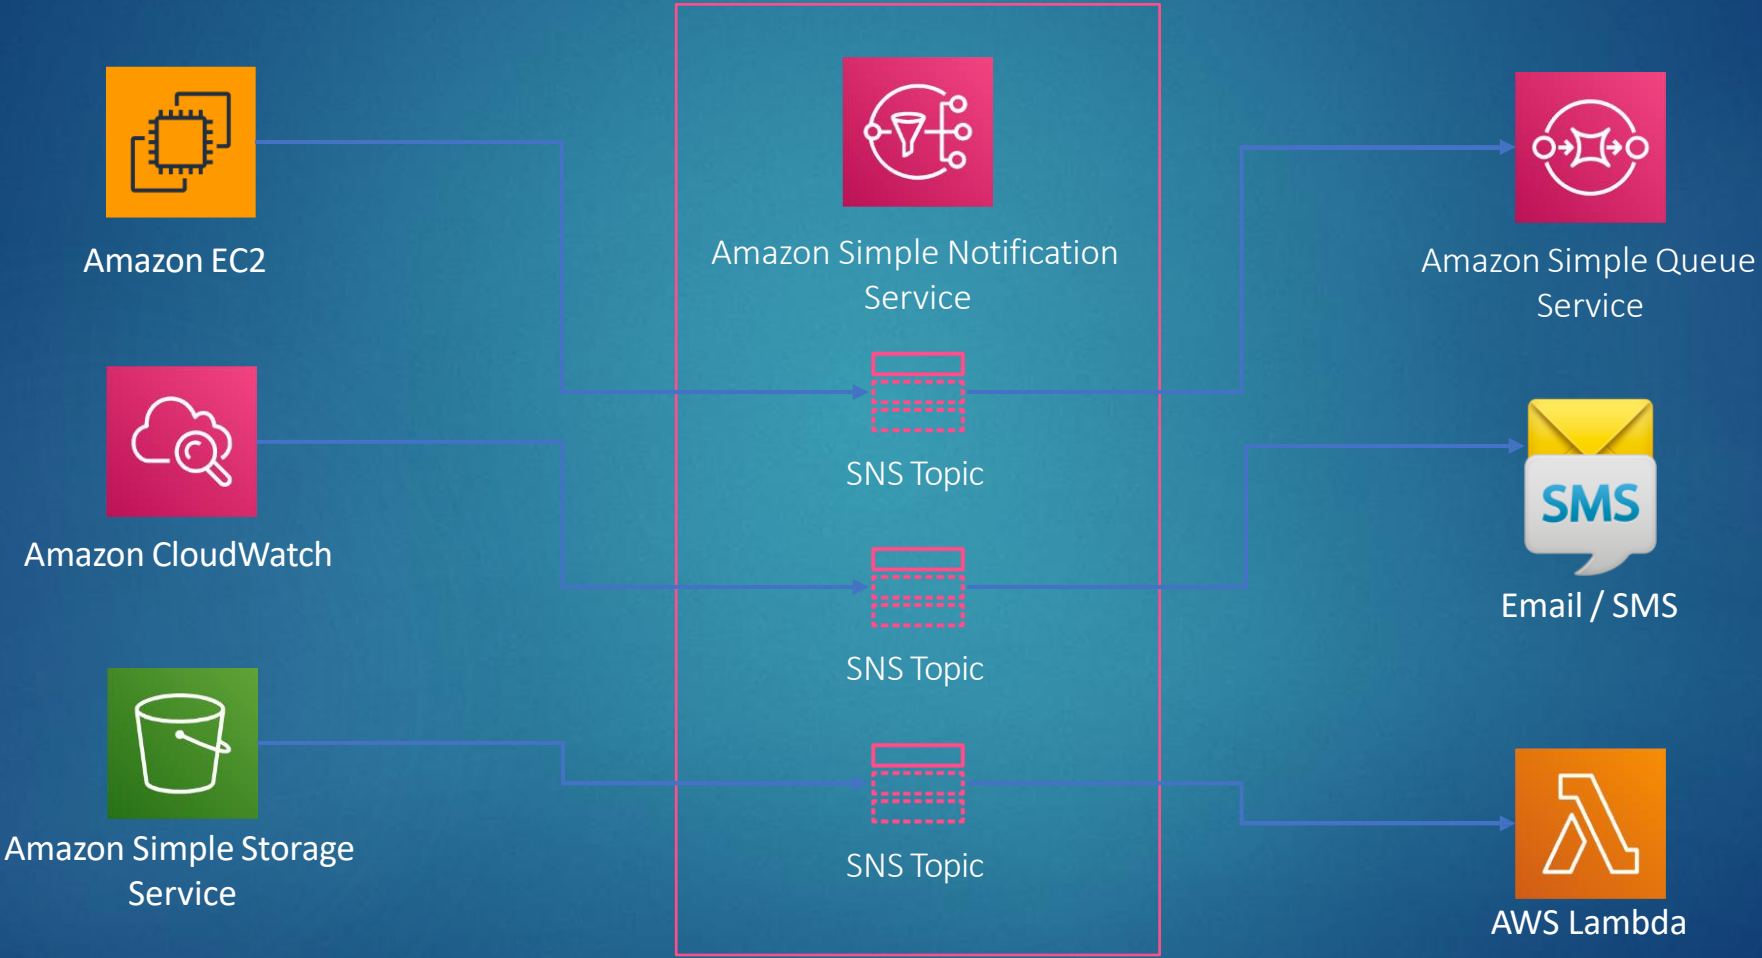 Amazon EC2
Amazon CloudWatch
Amazon Simple Storage
Service
Amazon Simple Notification
Service
SNS Topic
SNS Topic
SNS Topic
Amazon Simple Queue
Service
SMS
Email / SMS
AWS Lambda